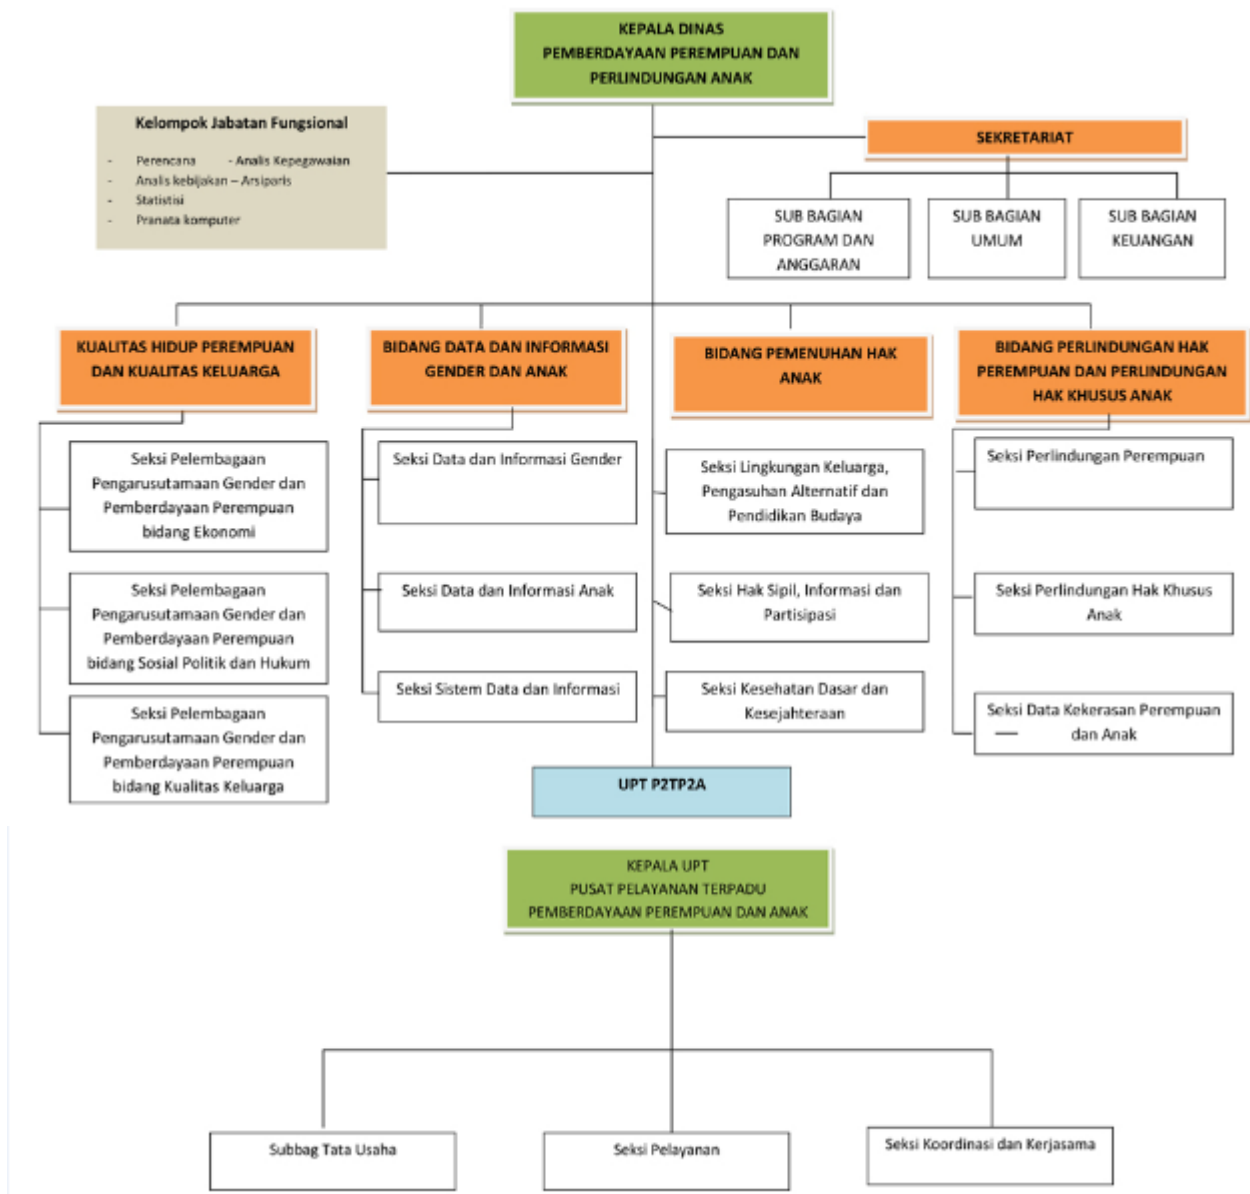 KEPALA DINAS
PEMBERDAYAAN PEREMPUAN DAN
PERLINDUNGAN ANAK
Kelompok Jabatan Fungsional
- Perencana - Analis Kepegawaian
- Analis kebijakan – Arsiparis
- Statistisi
- Pranata komputer
SEKRETARIAT
SUB BAGIAN
PROGRAM DAN
ANGGARAN
SUB BAGIAN
UMUM
SUB BAGIAN
KEUANGAN
KUALITAS HIDUP PEREMPUAN
DAN KUALITAS KELUARGA
BIDANG DATA DAN INFORMASI
GENDER DAN ANAK
BIDANG PEMENUHAN HAK
ANAK
BIDANG PERLINDUNGAN HAK
PEREMPUAN DAN PERLINDUNGAN
HAK KHUSUS ANAK
Seksi Pelembagaan
Pengarusutamaan Gender dan
Pemberdayaan Perempuan
bidang Ekonomi
Seksi Pelembagaan
Pengarusutamaan Gender dan
Pemberdayaan Perempuan
bidang Sosial Politik dan Hukum
Seksi Pelembagaan
Pengarusutamaan Gender dan
Pemberdayaan Perempuan
bidang Kualitas Keluarga
Seksi Data dan Informasi Gender
Seksi Data dan Informasi Anak
Seksi Sistem Data dan Informasi
Seksi Lingkungan Keluarga,
Pengasuhan Alternatif dan
Pendidikan Budaya
Seksi Hak Sipil, Informasi dan
Partisipasi
Seksi Kesehatan Dasar dan
Kesejahteraan
Seksi Perlindungan Perempuan
Seksi Perlindungan Hak Khusus
Anak
Seksi Data Kekerasan Perempuan
dan Anak
UPT P2TP2A
KEPALA UPT
PUSAT PELAYANAN TERPADU
PEMBERDAYAAN PEREMPUAN DAN ANAK
Subbag Tata Usaha
Seksi Pelayanan
Seksi Koordinasi dan Kerjasama